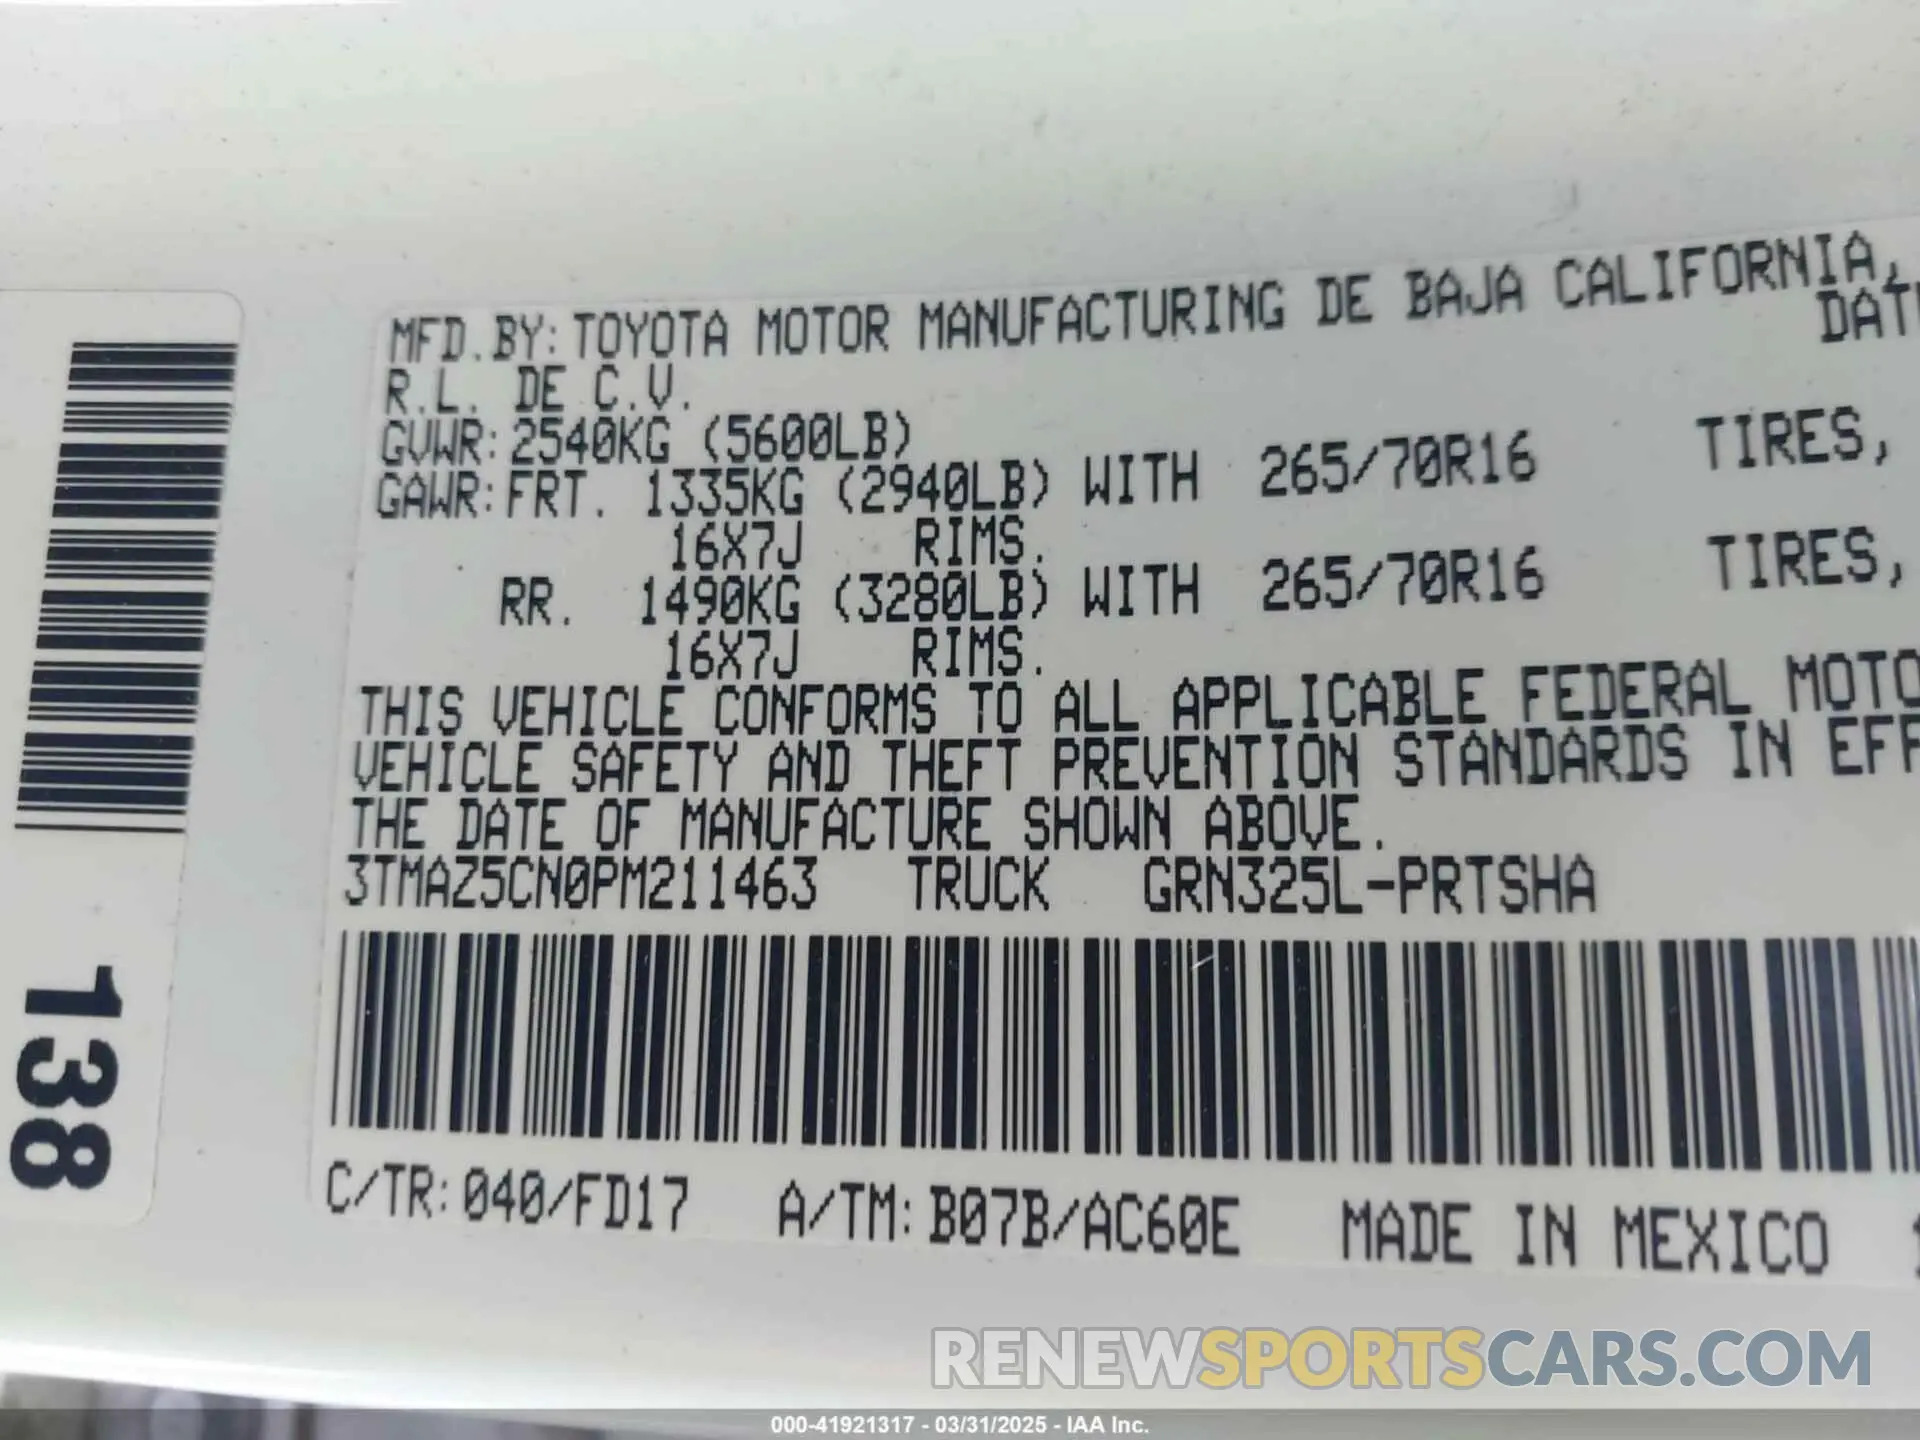 MFD.BY: TOYOTA MOTOR MANUFACTURING DE BAJA CALIFORNIA,
R.L. DE C.V.
GVWR: 2540KG (5600LB)
GAWR: FRT. 1335KG (2940LB) WITH 265/70R16 TIRES,
16X7J RIMS.
RR. 1490KG (3280LB) WITH 265/70R16 TIRES,
16X7J RIMS.
THIS VEHICLE CONFORMS TO ALL APPLICABLE FEDERAL MOTO
VEHICLE SAFETY AND THEFT PREVENTION STANDARDS IN EFF
THE DATE OF MANUFACTURE SHOWN ABOVE.
3TMAZ5CN0PM211463 TRUCK GRN325L-PRTSHA
C/TR: 040/FD17 A/TM: B07B/AC60E MADE IN MEXICO
138
RENEWSPORTSCARS.COM
000-41921317 - 03/31/2025 - IAA Inc.